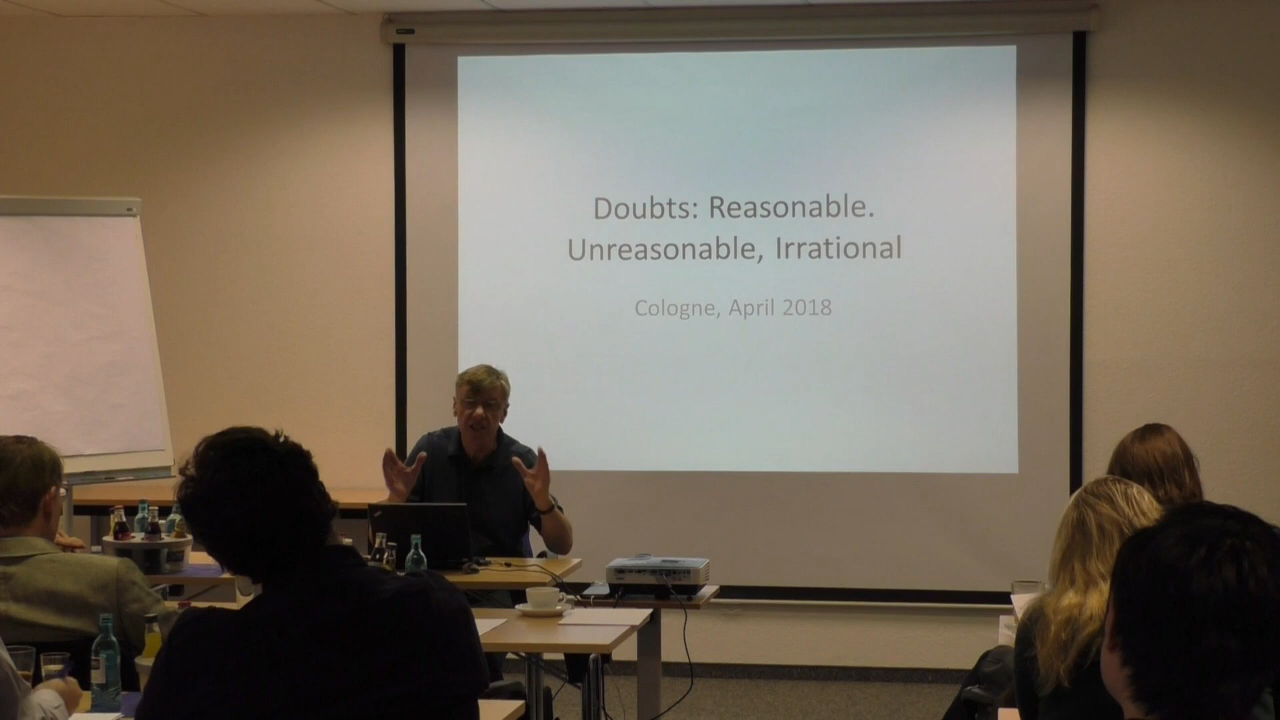 Doubts: Reasonable.
Unreasonable, Irrational
Cologne, April 2018